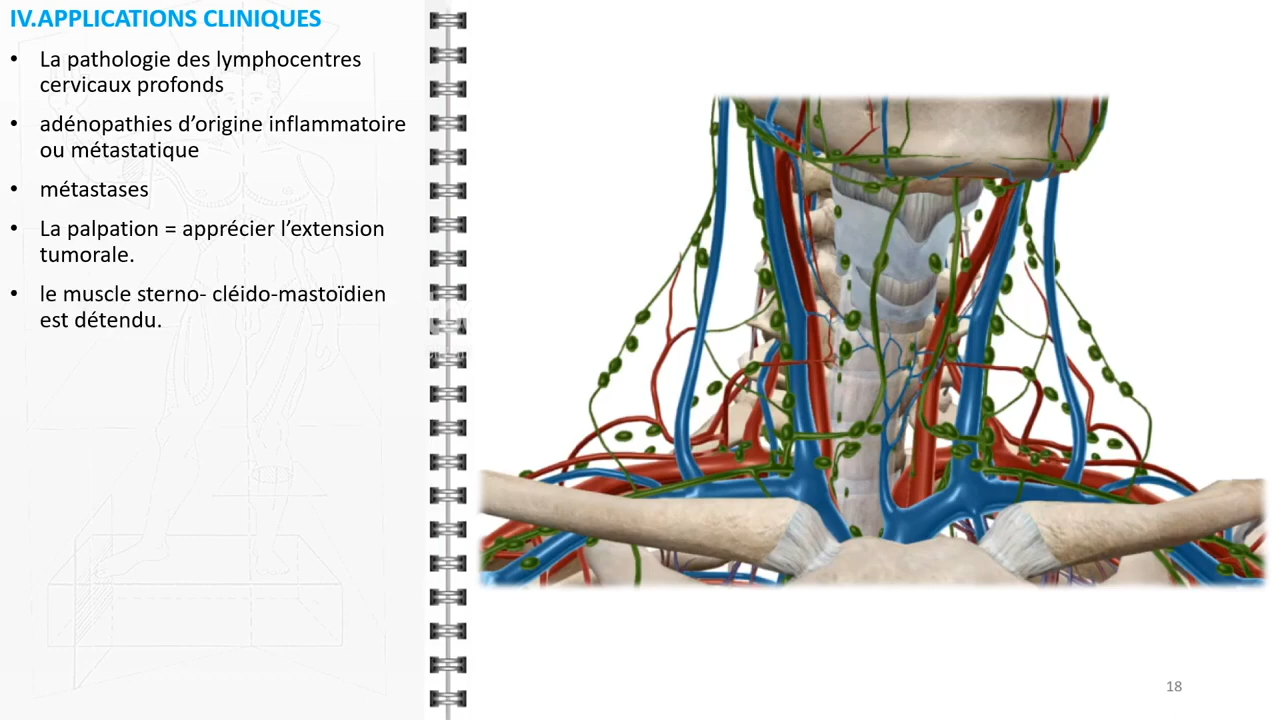 IV.APPLICATIONS CLINIQUES
• La pathologie des lymphocentres
cervicaux profonds
• adénopathies d’origine inflammatoire
ou métastatique
• métastases
• La palpation = apprécier l’extension
tumorale.
• le muscle sterno- cléido-mastoïdien
est détendu.
18